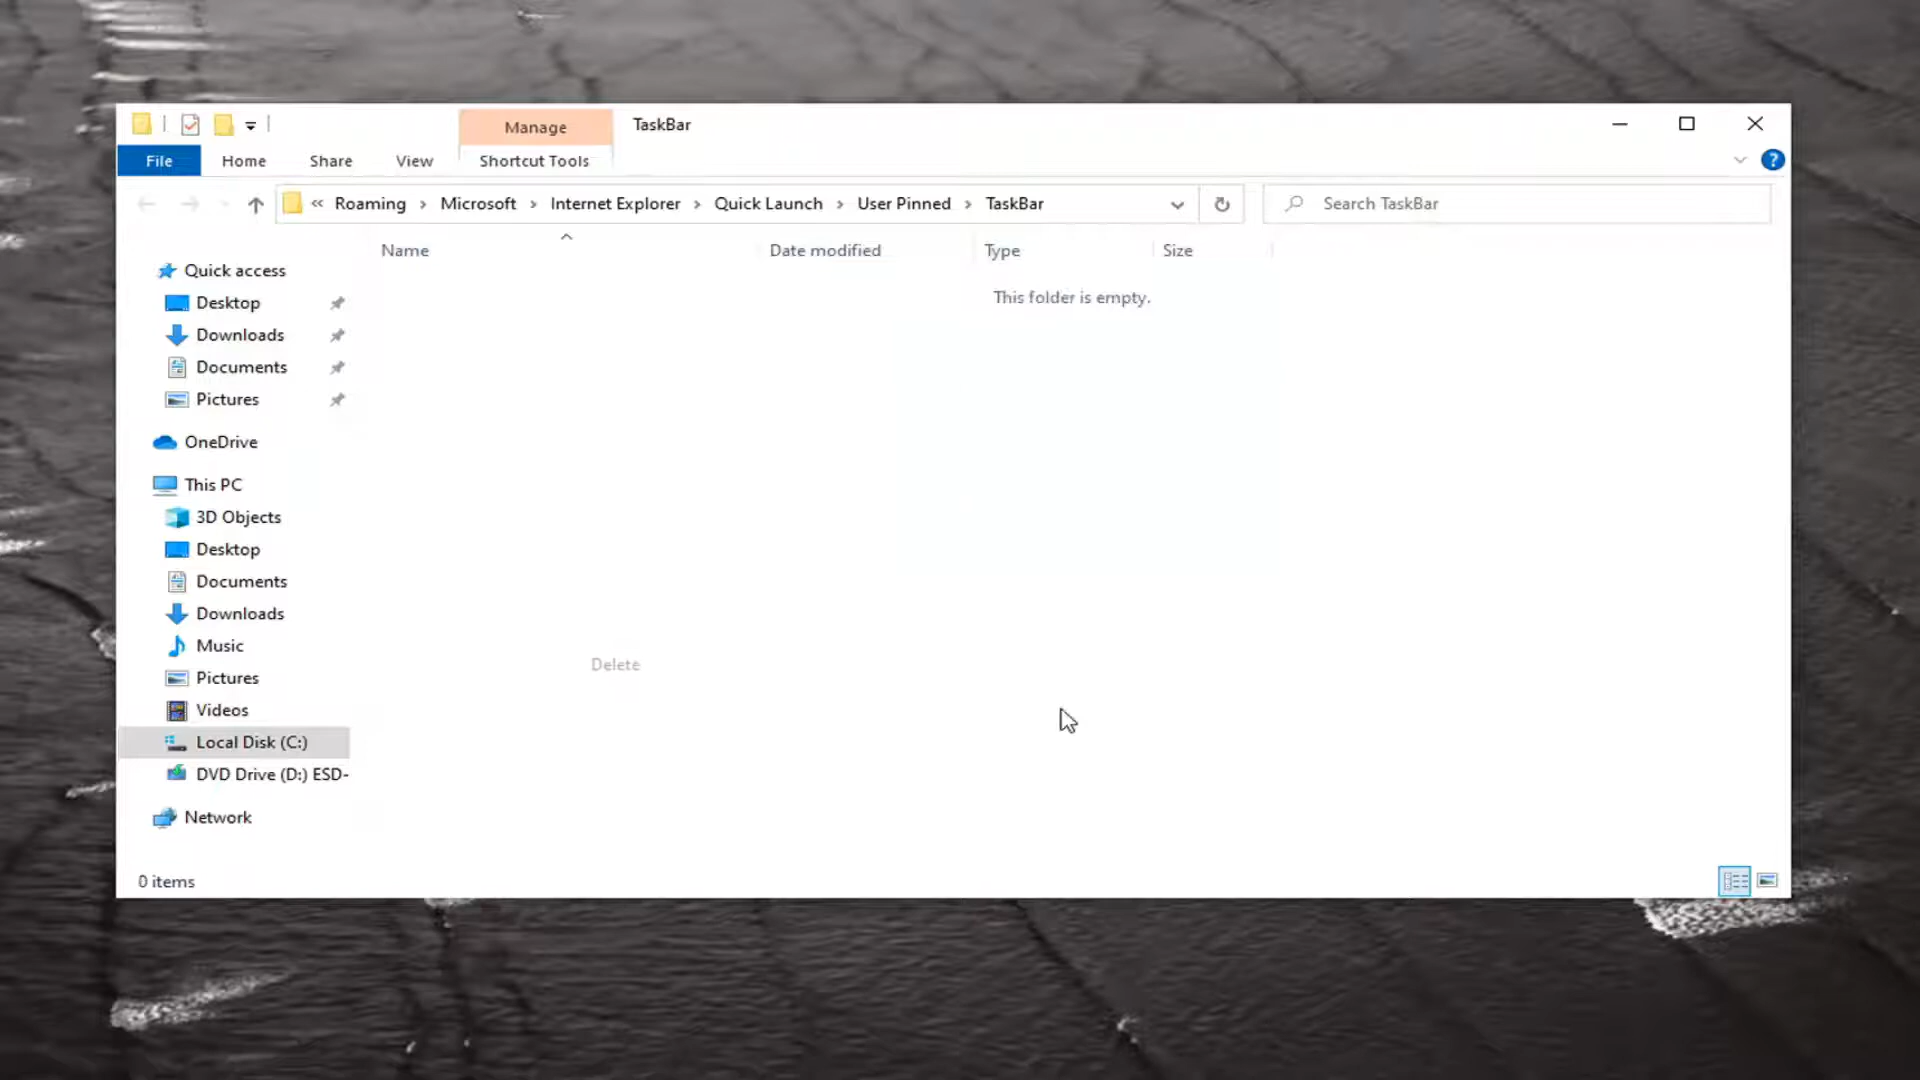 Manage
TaskBar
File
Home
Share
View
Shortcut Tools
« Roaming > Microsoft > Internet Explorer > Quick Launch > User Pinned > TaskBar
Search TaskBar
Name
Date modified
Type
Size
This folder is empty.
Quick access
Desktop
Downloads
Documents
Pictures
OneDrive
This PC
3D Objects
Desktop
Documents
Downloads
Music
Pictures
Videos
Local Disk (C:)
DVD Drive (D:) ESD-
Network
Delete
0 items